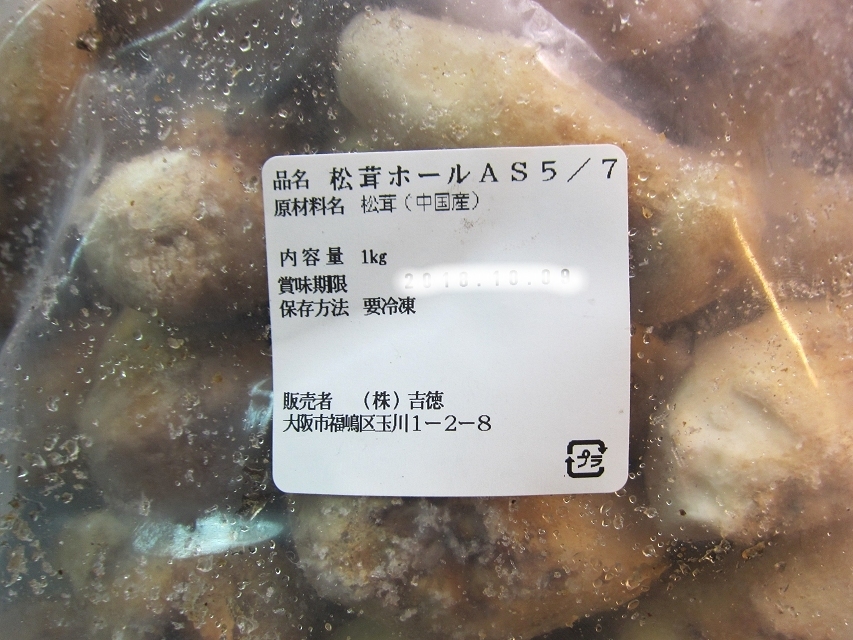 品名 松茸ホールAS5／7
原材料名 松茸（中国産）
内容量 1kg
賞味期限
保存方法 要冷凍
販売者 （株）吉徳
大阪市福嶋区玉川1－2－8
プラ